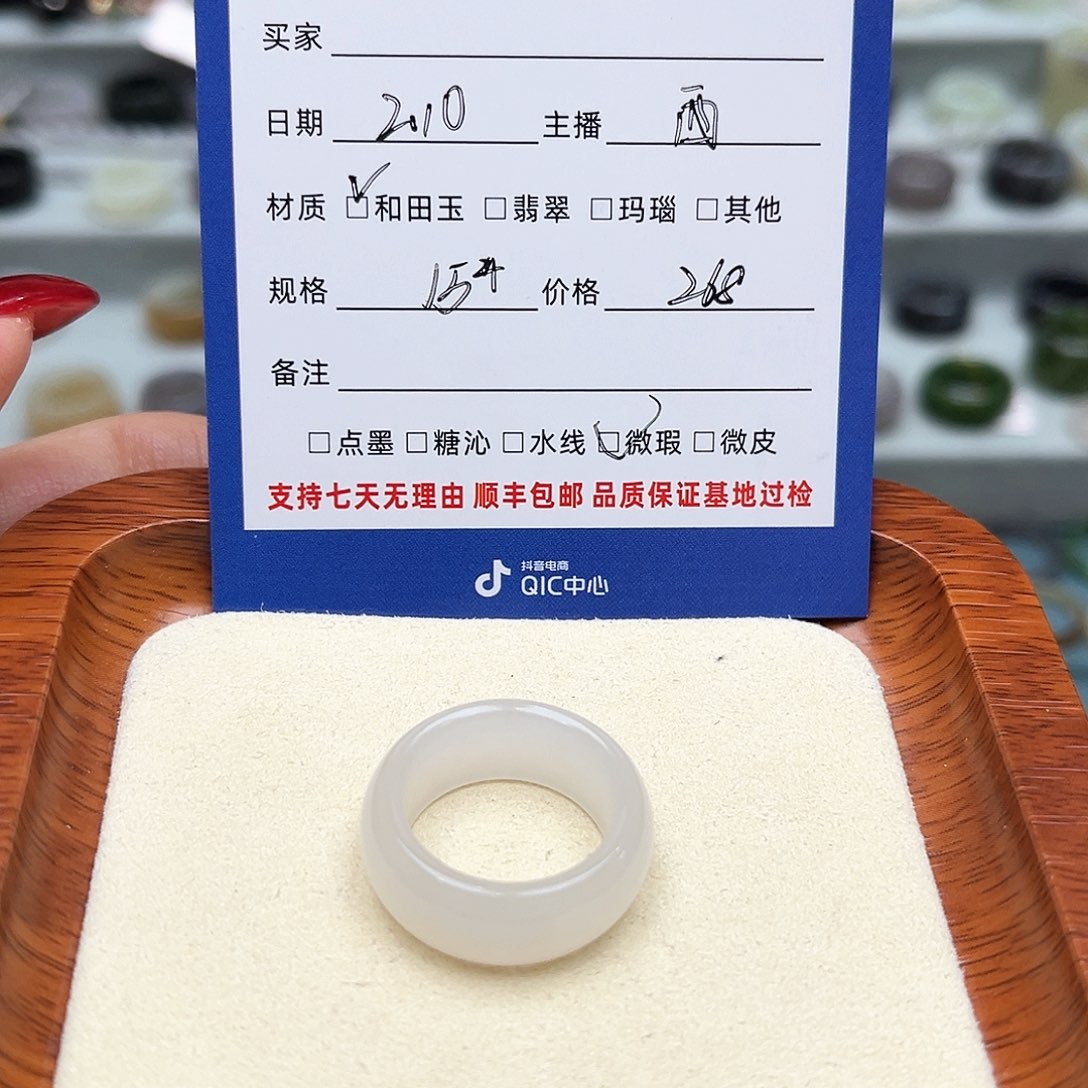 买家
日期 2.10 主播 西
材质 ☑和田玉 □翡翠 □玛瑙 □其他
规格 15# 价格 268
备注
□点墨 □糖沁 □水线 ☑微瑕 □微皮
支持七天无理由 顺丰包邮 品质保证基地过检
抖音电商
QIC中心